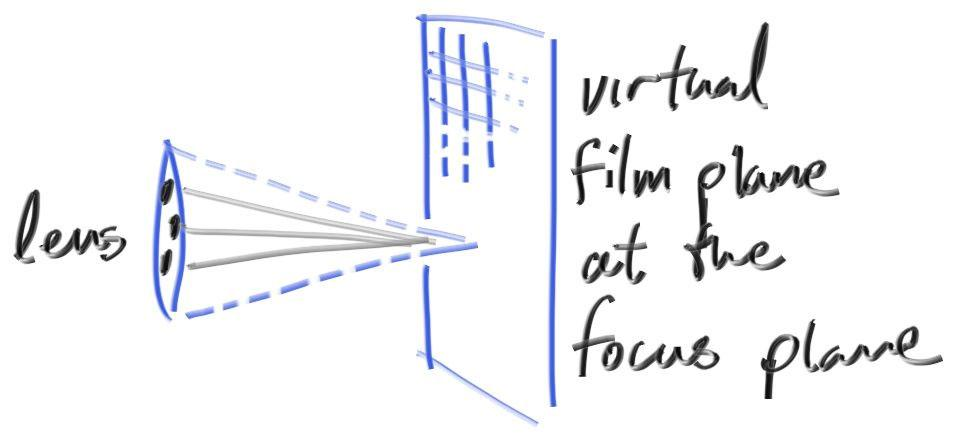 lens
virtual
film plane
at the
focus plane